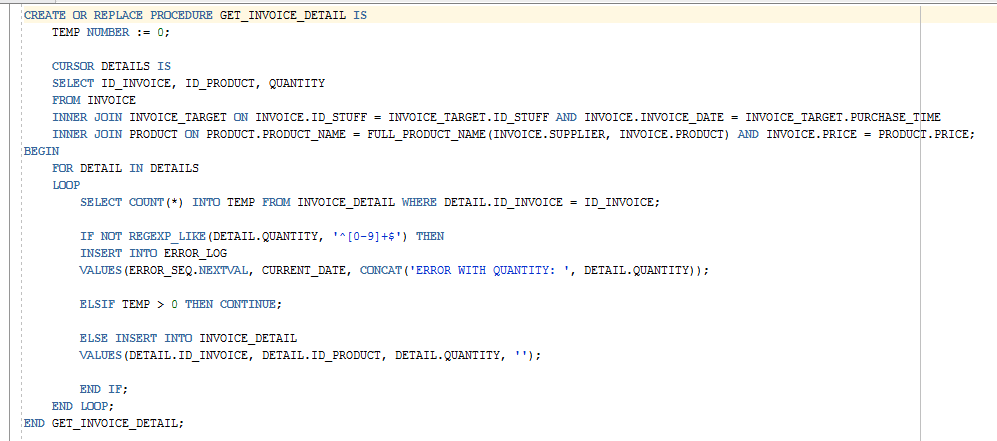 CREATE OR REPLACE PROCEDURE GET_INVOICE_DETAIL IS
TEMP NUMBER := 0;
CURSOR DETAILS IS
SELECT ID_INVOICE, ID_PRODUCT, QUANTITY
FROM INVOICE
INNER JOIN INVOICE_TARGET ON INVOICE.ID_STUFF = INVOICE_TARGET.ID_STUFF AND INVOICE.INVOICE_DATE = INVOICE_TARGET.PURCHASE_TIME
INNER JOIN PRODUCT ON PRODUCT.PRODUCT_NAME = FULL_PRODUCT_NAME(INVOICE.SUPPLIER, INVOICE.PRODUCT) AND INVOICE.PRICE = PRODUCT.PRICE;
BEGIN
FOR DETAIL IN DETAILS
LOOP
SELECT COUNT(*) INTO TEMP FROM INVOICE_DETAIL WHERE DETAIL.ID_INVOICE = ID_INVOICE;
IF NOT REGEXP_LIKE(DETAIL.QUANTITY, '^[0-9]+$') THEN
INSERT INTO ERROR_LOG
VALUES(ERROR_SEQ.NEXTVAL, CURRENT_DATE, CONCAT('ERROR WITH QUANTITY: ', DETAIL.QUANTITY));
ELSIF TEMP > 0 THEN CONTINUE;
ELSE INSERT INTO INVOICE_DETAIL
VALUES(DETAIL.ID_INVOICE, DETAIL.ID_PRODUCT, DETAIL.QUANTITY, '');
END IF;
END LOOP;
END GET_INVOICE_DETAIL;